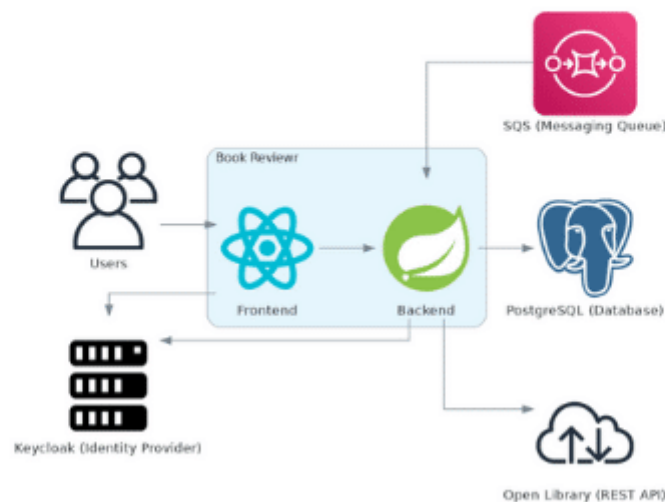 SQS (Messaging Queue)
Book Reviewr
Users
Frontend
Backend
PostgreSQL (Database)
Keycloak (Identity Provider)
Open Library (REST API)